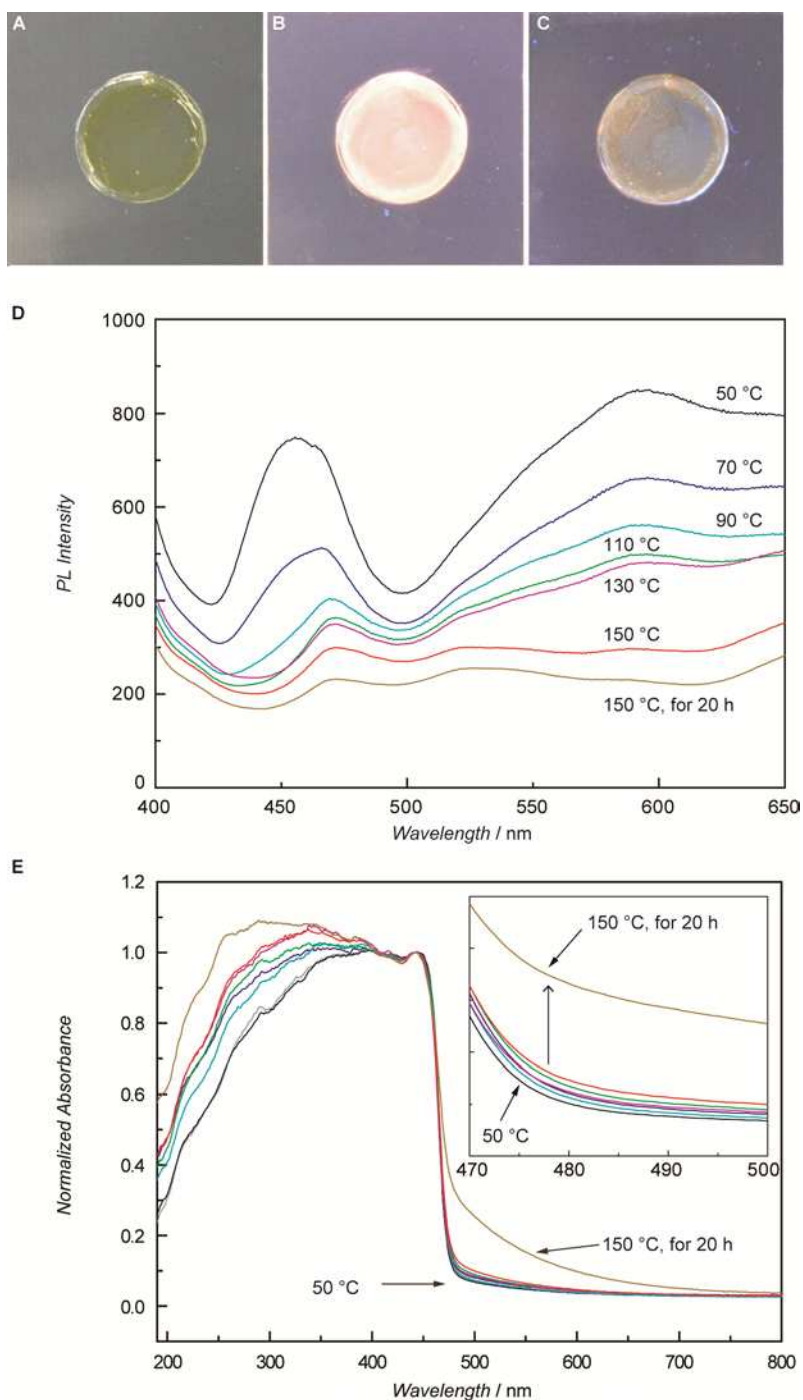 A
B
C
D
1000
800
600
400
200
0
PL Intensity
50 °C
70 °C
90 °C
110 °C
130 °C
150 °C
150 °C, for 20 h
400
450
500
550
600
650
Wavelength / nm
E
1.2
1.0
0.8
0.6
0.4
0.2
0.0
Normalized Absorbance
150 °C, for 20 h
50 °C
470
480
490
500
150 °C, for 20 h
50 °C
200
300
400
500
600
700
800
Wavelength / nm